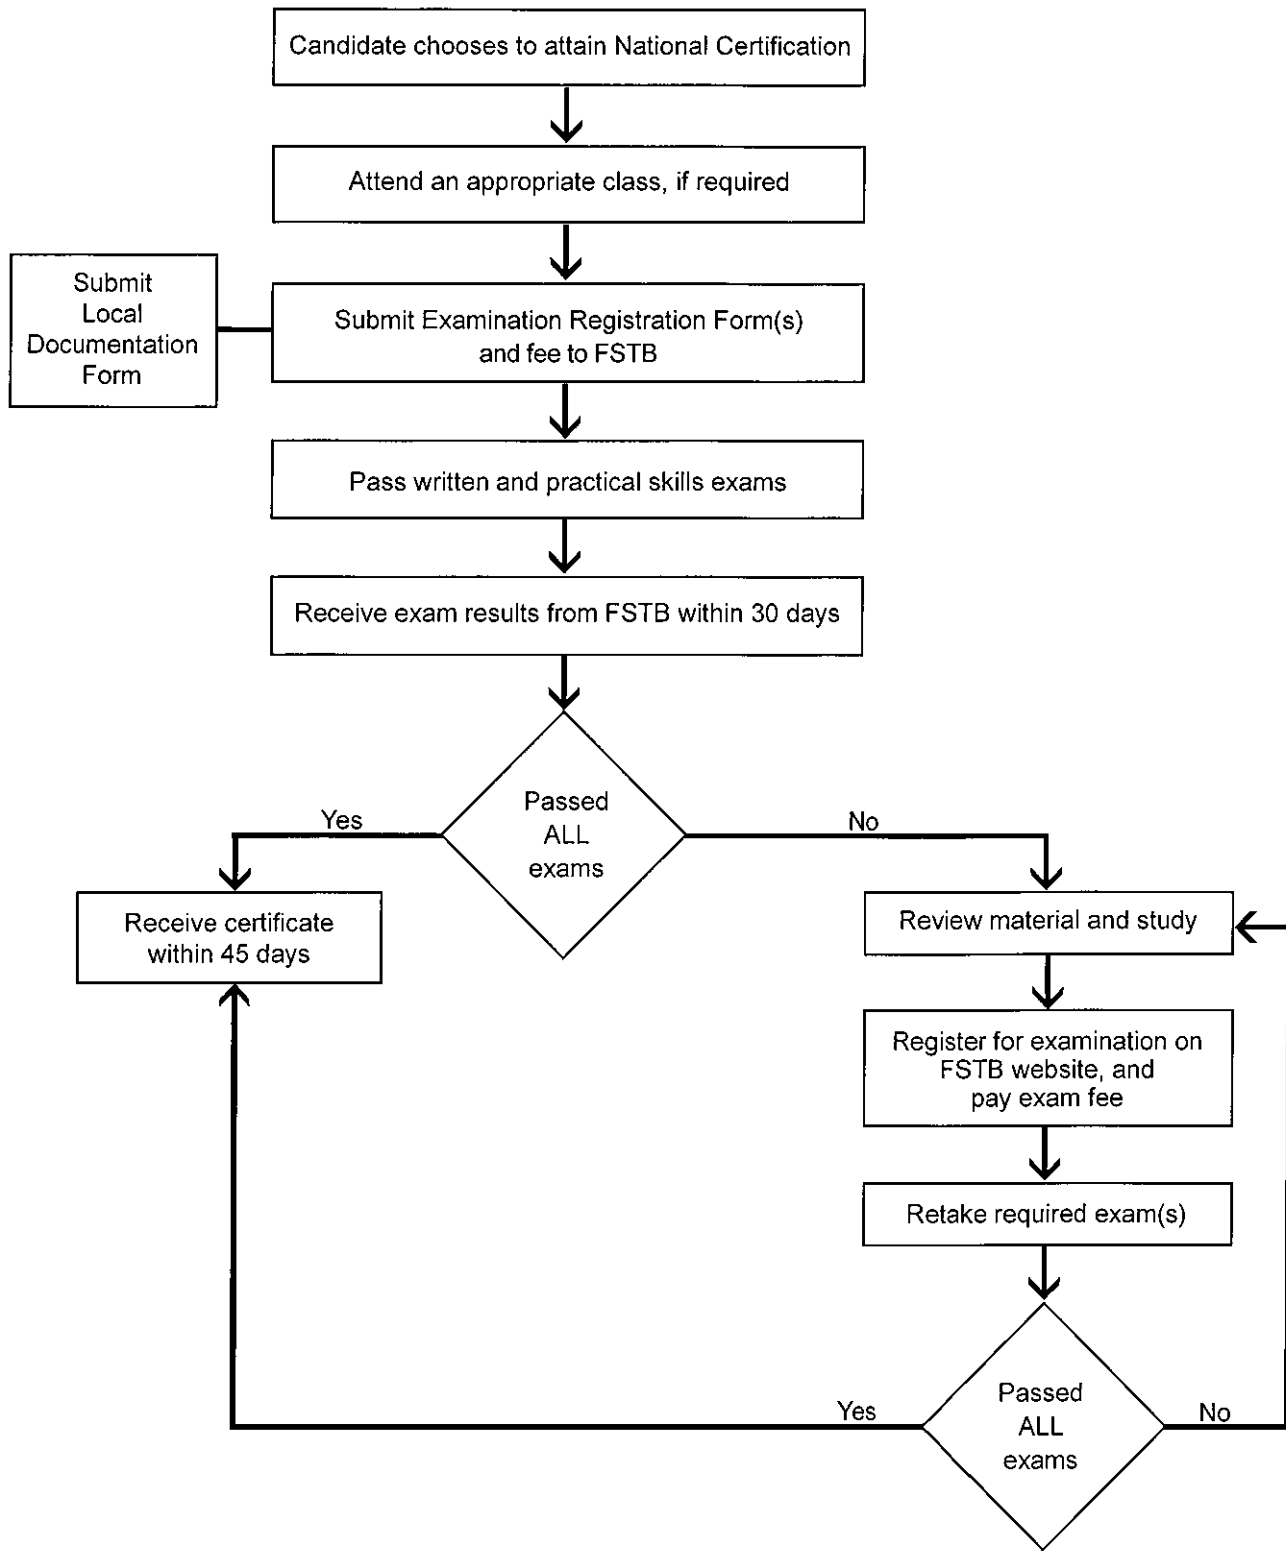 Candidate chooses to attain National Certification
Attend an appropriate class, if required
Submit
Local
Documentation
Form
Submit Examination Registration Form(s)
and fee to FSTB
Pass written and practical skills exams
Receive exam results from FSTB within 30 days
Passed
ALL
exams
Yes
No
Receive certificate
within 45 days
Review material and study
Register for examination on
FSTB website, and
pay exam fee
Retake required exam(s)
Passed
ALL
exams
Yes
No